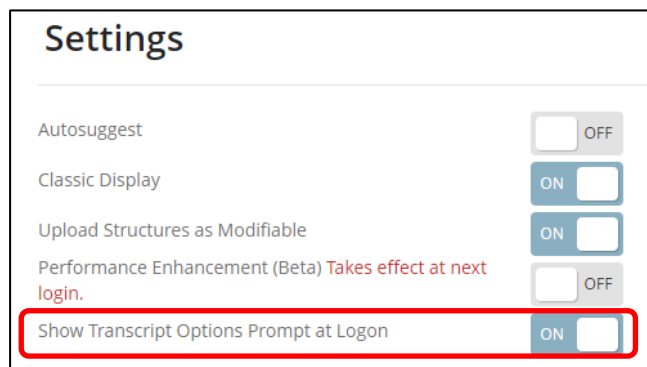 Settings
Autosuggest OFF
Classic Display ON
Upload Structures as Modifiable ON
Performance Enhancement (Beta) Takes effect at next
login. OFF
Show Transcript Options Prompt at Logon ON